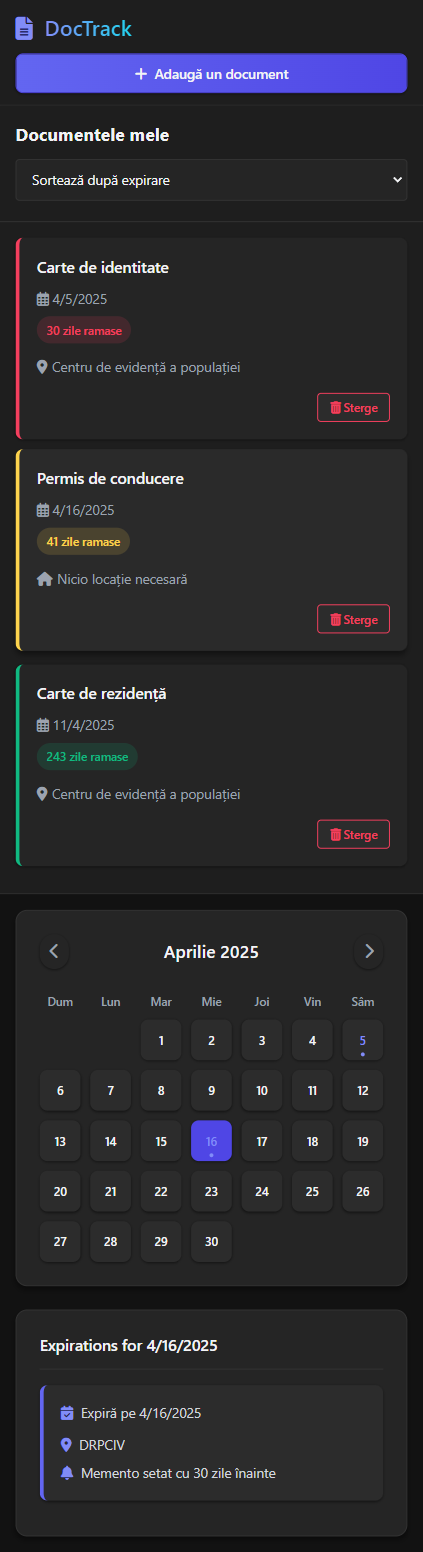 DocTrack
+ Adaugă un document
Documentele mele
Sortează după expirare
Carte de identitate
4/5/2025
30 zile ramase
Centru de evidență a populației
Sterge
Permis de conducere
4/16/2025
41 zile ramase
Nicio locație necesară
Sterge
Carte de rezidență
11/4/2025
243 zile ramase
Centru de evidență a populației
Sterge
Aprilie 2025
Dum Lun Mar Mie Joi Vin Sâm
1 2 3 4 5
6 7 8 9 10 11 12
13 14 15 16 17 18 19
20 21 22 23 24 25 26
27 28 29 30
Expirations for 4/16/2025
Expiră pe 4/16/2025
DRPCIV
Memento setat cu 30 zile înainte